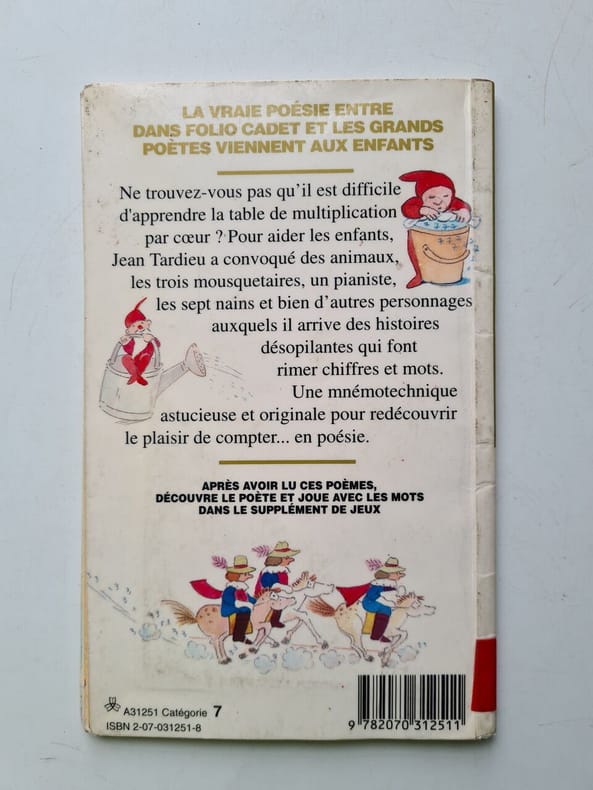 LA VRAIE POÉSIE ENTRE
DANS FOLIO CADET ET LES GRANDS
POÈTES VIENNENT AUX ENFANTS
Ne trouvez-vous pas qu'il est difficile
d'apprendre la table de multiplication
par cœur ? Pour aider les enfants,
Jean Tardieu a convoqué des animaux,
les trois mousquetaires, un pianiste,
les sept nains et bien d'autres personnages
auxquels il arrive des histoires
désopilantes qui font
rimer chiffres et mots.
Une mnémotechnique
astucieuse et originale pour redécouvrir
le plaisir de compter... en poésie.
APRÈS AVOIR LU CES POÈMES,
DÉCOUVRE LE POÈTE ET JOUE AVEC LES MOTS
DANS LE SUPPLÉMENT DE JEUX
A31251 Catégorie 7
ISBN 2-07-031251-8
9 782070 312511